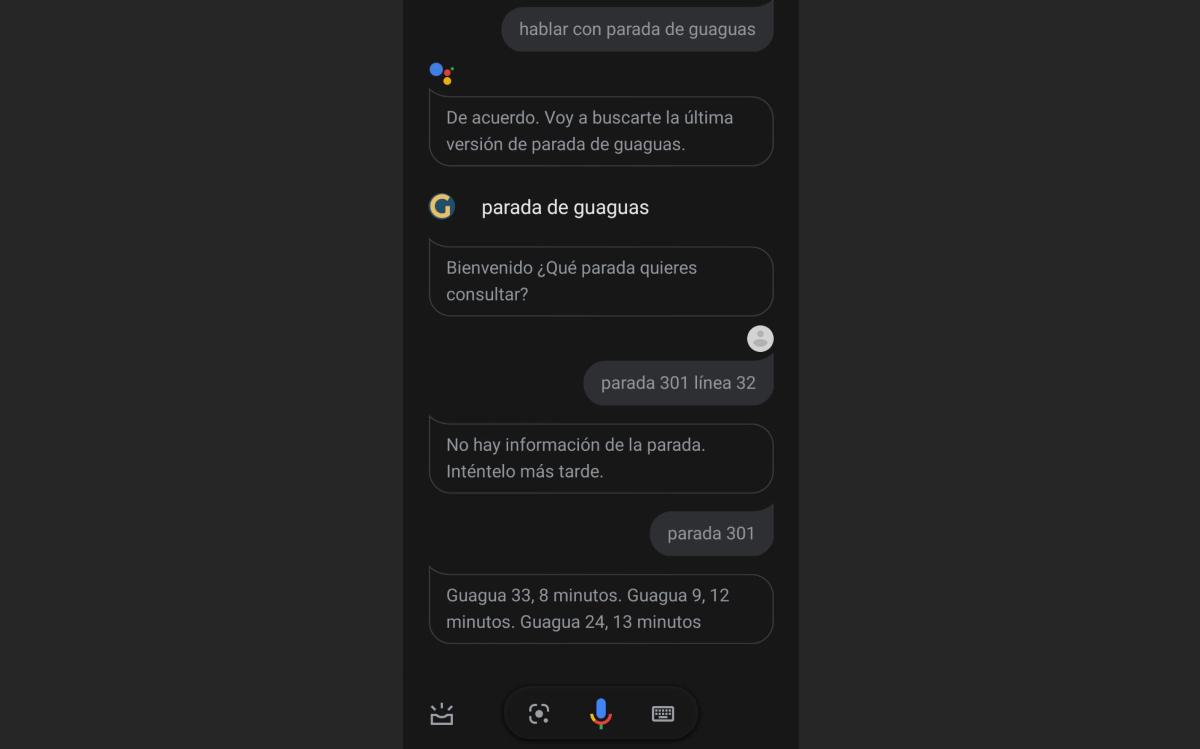 hablar con parada de guaguas
De acuerdo. Voy a buscarte la última
versión de parada de guaguas.
parada de guaguas
Bienvenido ¿Qué parada quieres
consultar?
parada 301 línea 32
No hay información de la parada.
Inténtelo más tarde.
parada 301
Guagua 33, 8 minutos. Guagua 9, 12
minutos. Guagua 24, 13 minutos